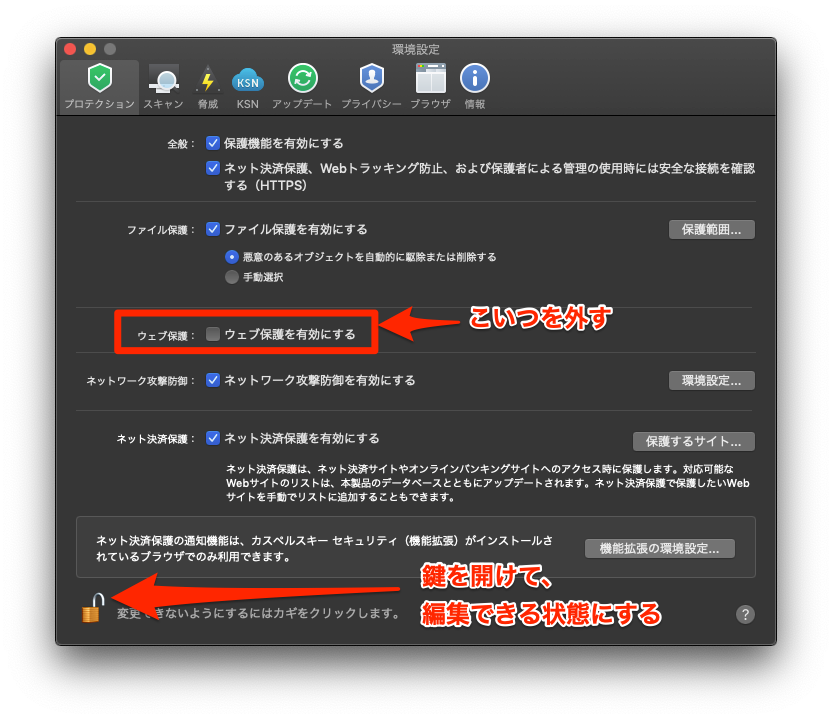 環境設定
プロテクション
スキャン
脅威
KSN
KSN
アップデート
プライバシー
ブラウザ
情報
全般：
保護機能を有効にする
ネット決済保護、Webトラッキング防止、および保護者による管理の使用時には安全な接続を確認
する（HTTPS）
ファイル保護：
ファイル保護を有効にする
保護範囲...
悪意のあるオブジェクトを自動的に駆除または削除する
手動選択
こいつを外す
ウェブ保護：
ウェブ保護を有効にする
ネットワーク攻撃防御：
ネットワーク攻撃防御を有効にする
環境設定...
ネット決済保護：
ネット決済保護を有効にする
保護するサイト...
ネット決済保護は、ネット決済サイトやオンラインバンキングサイトへのアクセス時に保護します。対応可能な
Webサイトのリストは、本製品のデータベースとともにアップデートされます。ネット決済保護で保護したいWeb
サイトを手動でリストに追加することもできます。
ネット決済保護の通知機能は、カスペルスキー セキュリティ（機能拡張）がインストールさ
れているブラウザでのみ利用できます。
機能拡張の環境設定...
鍵を開けて、
編集できる状態にする
変更できないようにするにはカギをクリックします。
?